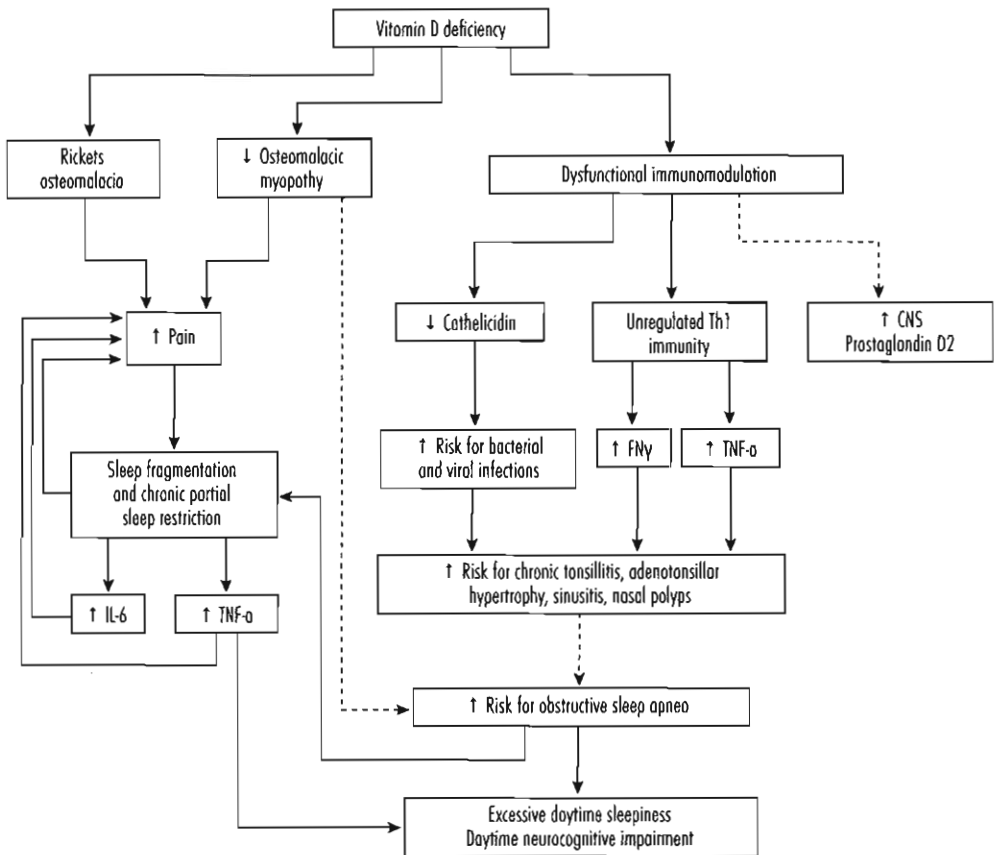 Vitamin D deficiency
Rickets
osteomalacia
↓ Osteomalacic
myopathy
Dysfunctional immunomodulation
↓ Cathelicidin
Unregulated Th1
immunity
↑ CNS
Prostaglandin D2
↑ Pain
↑ Risk for bacterial
and viral infections
↑ FNγ
↑ TNF-α
Sleep fragmentation
and chronic partial
sleep restriction
↑ Risk for chronic tonsillitis, adenotonsillar
hypertrophy, sinusitis, nasal polyps
↑ IL-6
↑ TNF-α
↑ Risk for obstructive sleep apnea
Excessive daytime sleepiness
Daytime neurocognitive impairment